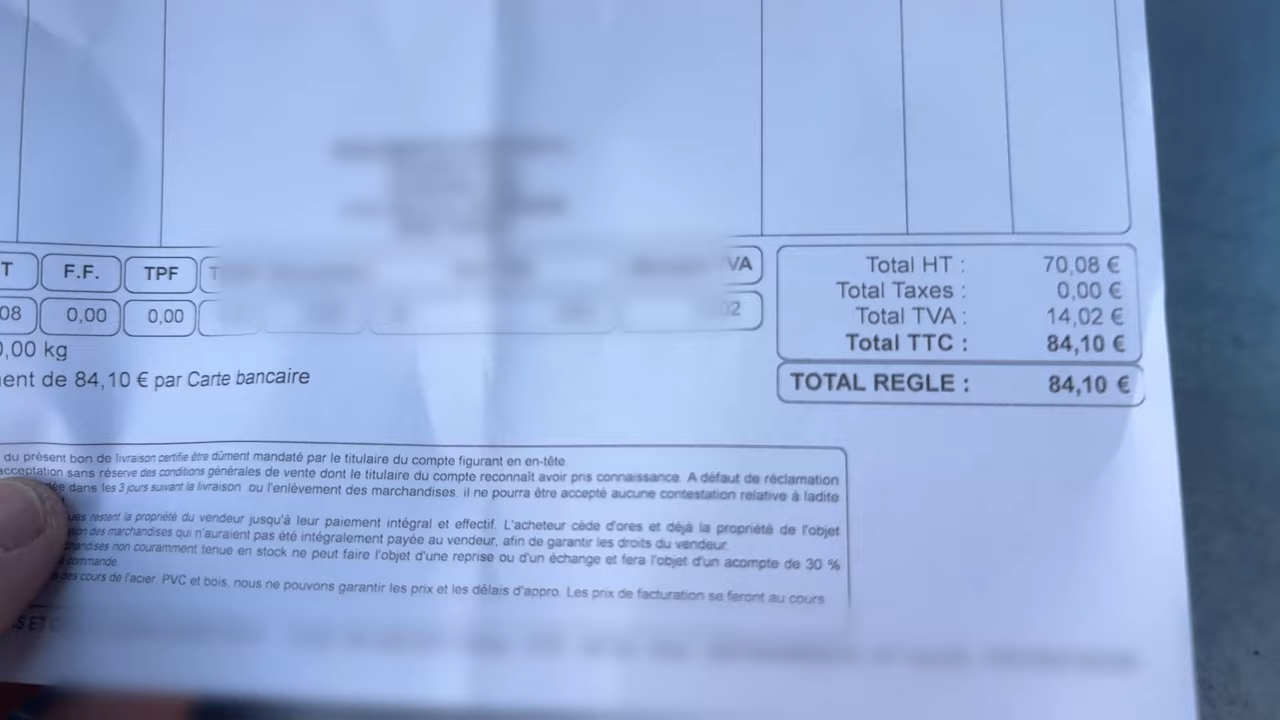 T F.F. TPF T VA
08 0,00 0,00 02
0,00 kg
ent de 84,10 € par Carte bancaire
Total HT : 70,08 €
Total Taxes : 0,00 €
Total TVA : 14,02 €
Total TTC : 84,10 €
TOTAL REGLE : 84,10 €
du présent bon de livraison certifie être dûment mandaté par le titulaire du compte figurant en en-tête
acceptation sans réserve des conditions générales de vente dont le titulaire du compte reconnaît avoir pris connaissance. A défaut de réclamation
dans les 3 jours suivant la livraison ou l'enlèvement des marchandises. il ne pourra être accepté aucune contestation relative à ladite
ues restent la propriété du vendeur jusqu'à leur paiement intégral et effectif. L'acheteur cède d'ores et déjà la propriété de l'objet
ion des marchandises qui n'auraient pas été intégralement payée au vendeur, afin de garantir les droits du vendeur.
handises non couramment tenue en stock ne peut faire l'objet d'une reprise ou d'un échange et fera l'objet d'un acompte de 30 %
commande.
des cours de l'acier, PVC et bois, nous ne pouvons garantir les prix et les délais d'appro. Les prix de facturation se feront au cours